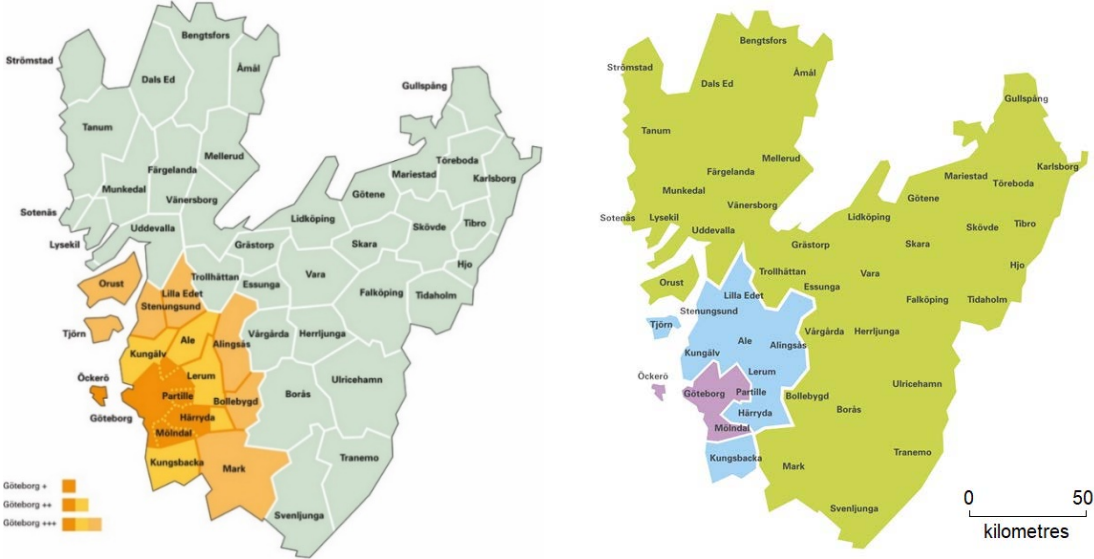 Bengtsfors
Strömstad
Åmål
Dals Ed
Gullspång
Tanum
Mellerud
Töreboda
Färgelanda
Mariestad
Karlsborg
Munkedal
Götene
Vänersborg
Sotenäs
Lidköping
Tibro
Uddevalla
Skövde
Lysekil
Grästorp
Skara
Hjo
Trollhättan
Vara
Orust
Essunga
Lilla Edet
Falköping
Tidaholm
Stenungsund
Tjörn
Vårgårda
Herrljunga
Ale
Alingsås
Kungälv
Öckerö
Lerum
Ulricehamn
Partille
Borås
Bollebygd
Göteborg
Härryda
Mölndal
Tranemo
Kungsbacka
Mark
Svenljunga
Göteborg +
Göteborg ++
Göteborg +++
Bengtsfors
Strömstad
Åmål
Dals Ed
Gullspång
Tanum
Mellerud
Karlsborg
Färgelanda
Mariestad
Töreboda
Munkedal
Götene
Vänersborg
Sotenäs
Lysekil
Lidköping
Tibro
Uddevalla
Skövde
Grästorp
Skara
Hjo
Trollhättan
Vara
Orust
Essunga
Lilla Edet
Falköping
Tidaholm
Stenungsund
Tjörn
Vårgårda
Herrljunga
Ale
Alingsås
Kungälv
Lerum
Öckerö
Ulricehamn
Göteborg
Partille
Bollebygd
Borås
Härryda
Mölndal
Tranemo
Kungsbacka
Mark
Svenljunga
0 50
kilometres